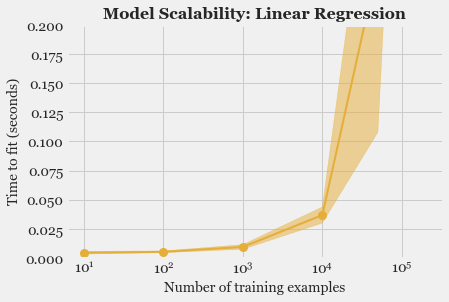 Model Scalability: Linear Regression
Time to fit (seconds)
0.200
0.175
0.150
0.125
0.100
0.075
0.050
0.025
0.000
10¹ 10² 10³ 10⁴ 10⁵
Number of training examples